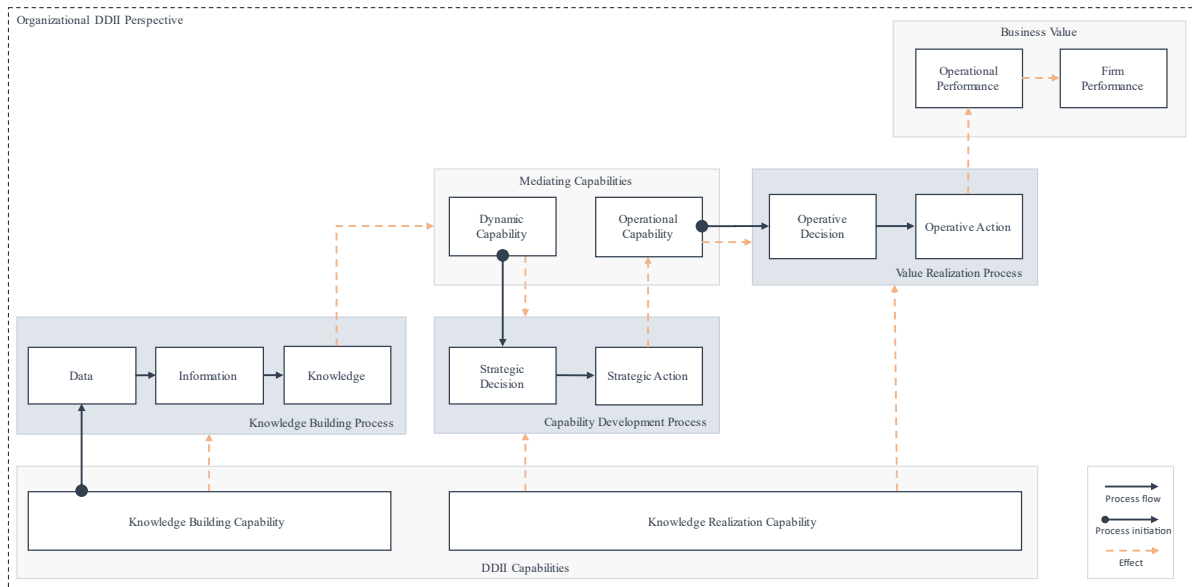 Organizational DDII Perspective
Business Value
Operational
Performance
Firm
Performance
Mediating Capabilities
Dynamic
Capability
Operational
Capability
Operative
Decision
Operative Action
Value Realization Process
Data
Information
Knowledge
Knowledge Building Process
Strategic
Decision
Strategic Action
Capability Development Process
Knowledge Building Capability
Knowledge Realization Capability
DDII Capabilities
Process flow
Process initiation
Effect